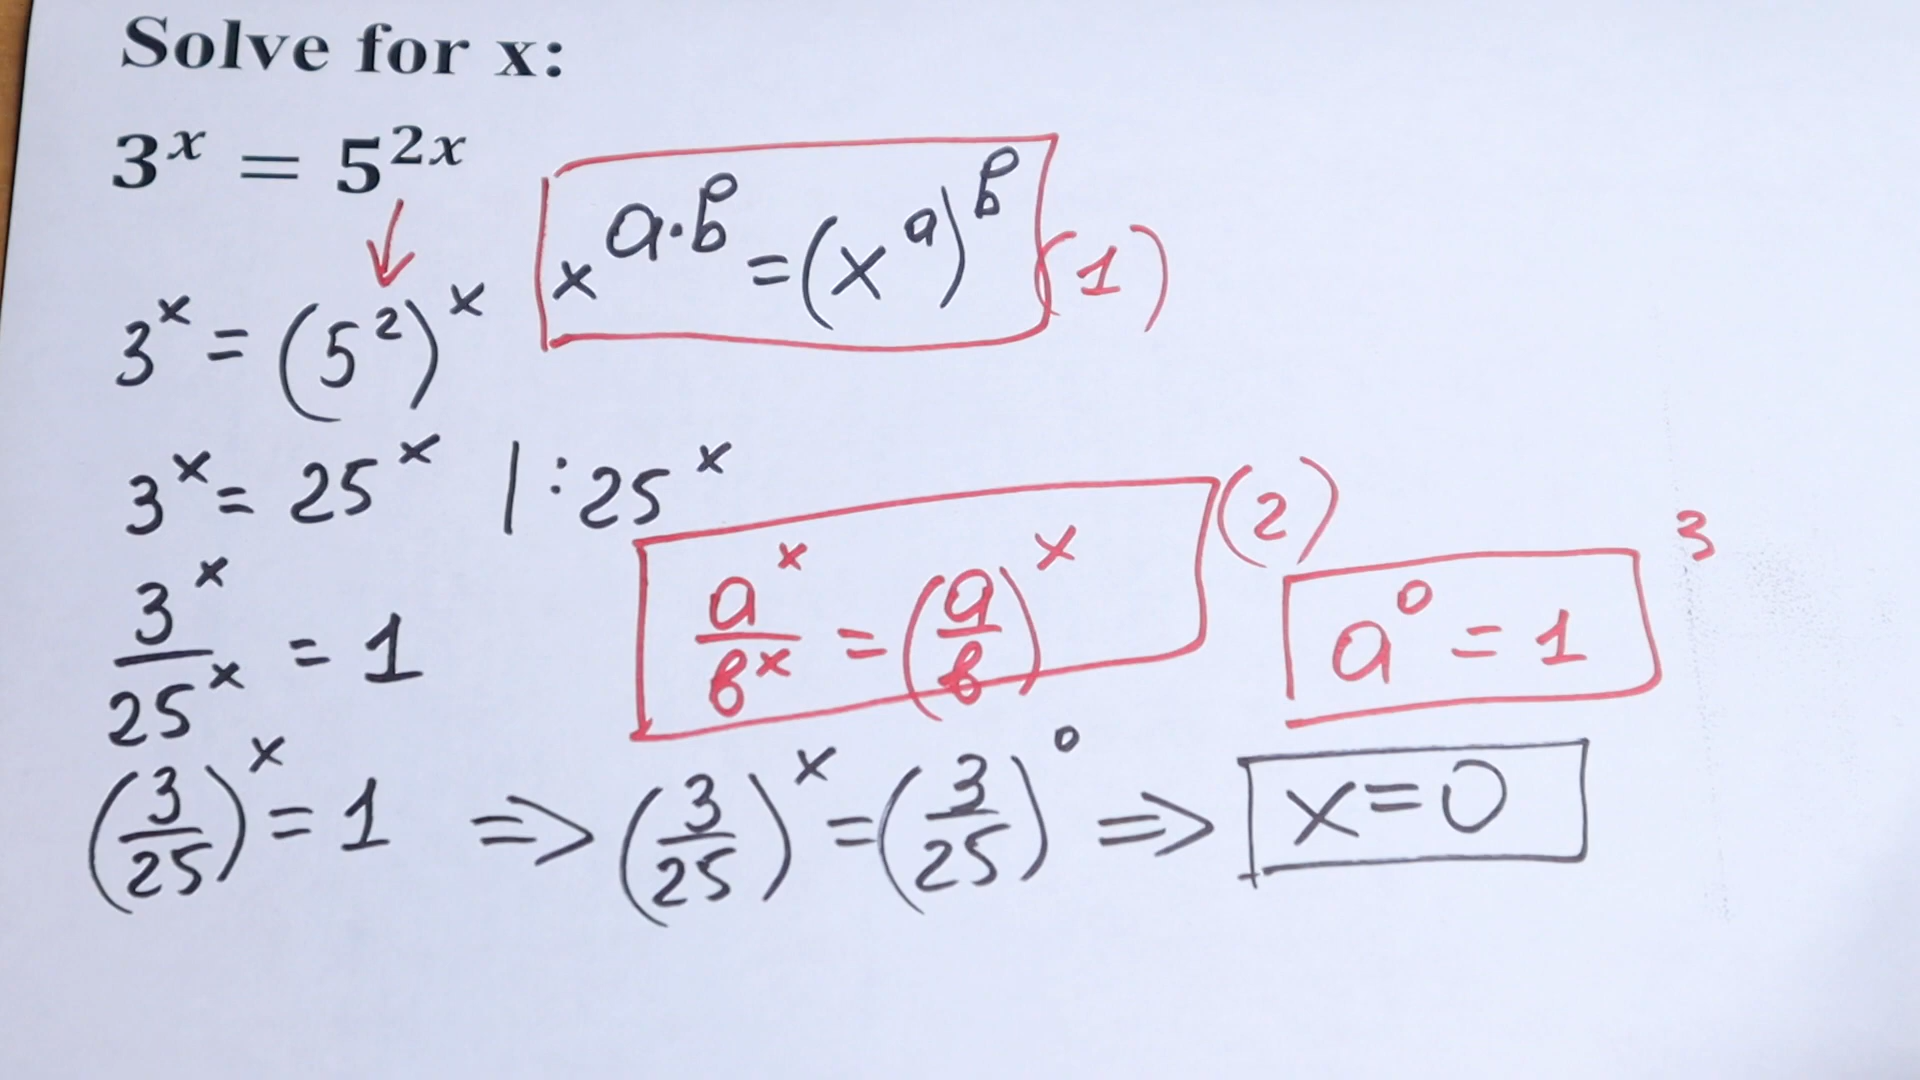 Solve for x:
3^x = 5^{2x}
x^{a·b} = (x^a)^b (1)
3^x = (5^2)^x
3^x = 25^x | : 25^x
3^x / 25^x = 1
a^x / b^x = (a/b)^x (2)
a^0 = 1 3
(3/25)^x = 1 => (3/25)^x = (3/25)^0 => x = 0